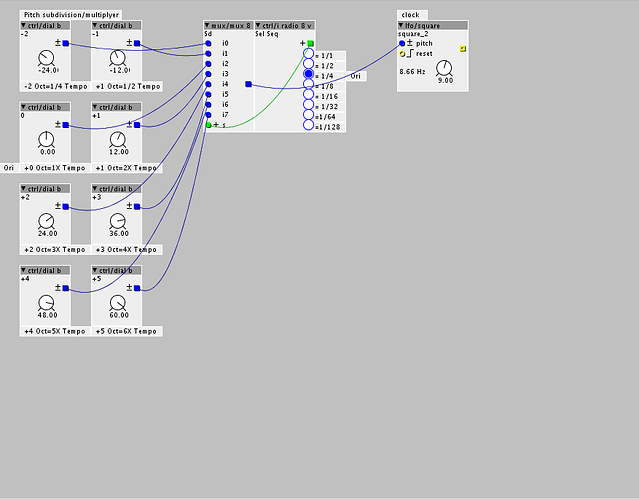 Pitch subdivision/multiplyer
clock
▼ctrl/dial b
-2
±
-24.0(
-2 Oct=1/4 Tempo
▼ctrl/dial b
-1
±
-12.0(
+1 Oct=1/2 Tempo
▼ctrl/dial b
0
±
0.00
Ori
+0 Oct=1X Tempo
▼ctrl/dial b
+1
±
12.00
+1 Oct=2X Tempo
▼ctrl/dial b
+2
±
24.00
+2 Oct=3X Tempo
▼ctrl/dial b
+3
±
36.00
+3 Oct=4X Tempo
▼ctrl/dial b
+4
±
48.00
+4 Oct=5X Tempo
▼ctrl/dial b
+5
±
60.00
+5 Oct=6X Tempo
▼mux/mux 8
Sd
i0
i1
i2
i3
i4
i5
i6
i7
+ s
▼ctrl/i radio 8 v
Sel Seq
+
= 1/1
= 1/2
= 1/4
Ori
= 1/8
= 1/16
= 1/32
=1/64
=1/128
▼lfo/square
square_2
± pitch
reset
8.66 Hz
9.00